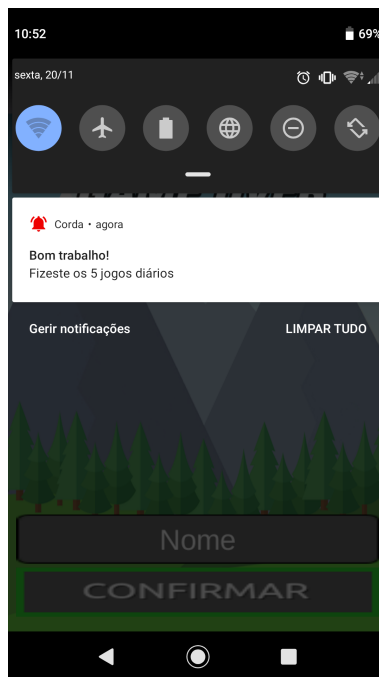 10:52
69%
sexta, 20/11
Corda • agora
Bom trabalho!
Fizeste os 5 jogos diários
Gerir notificações
LIMPAR TUDO
Nome
CONFIRMAR